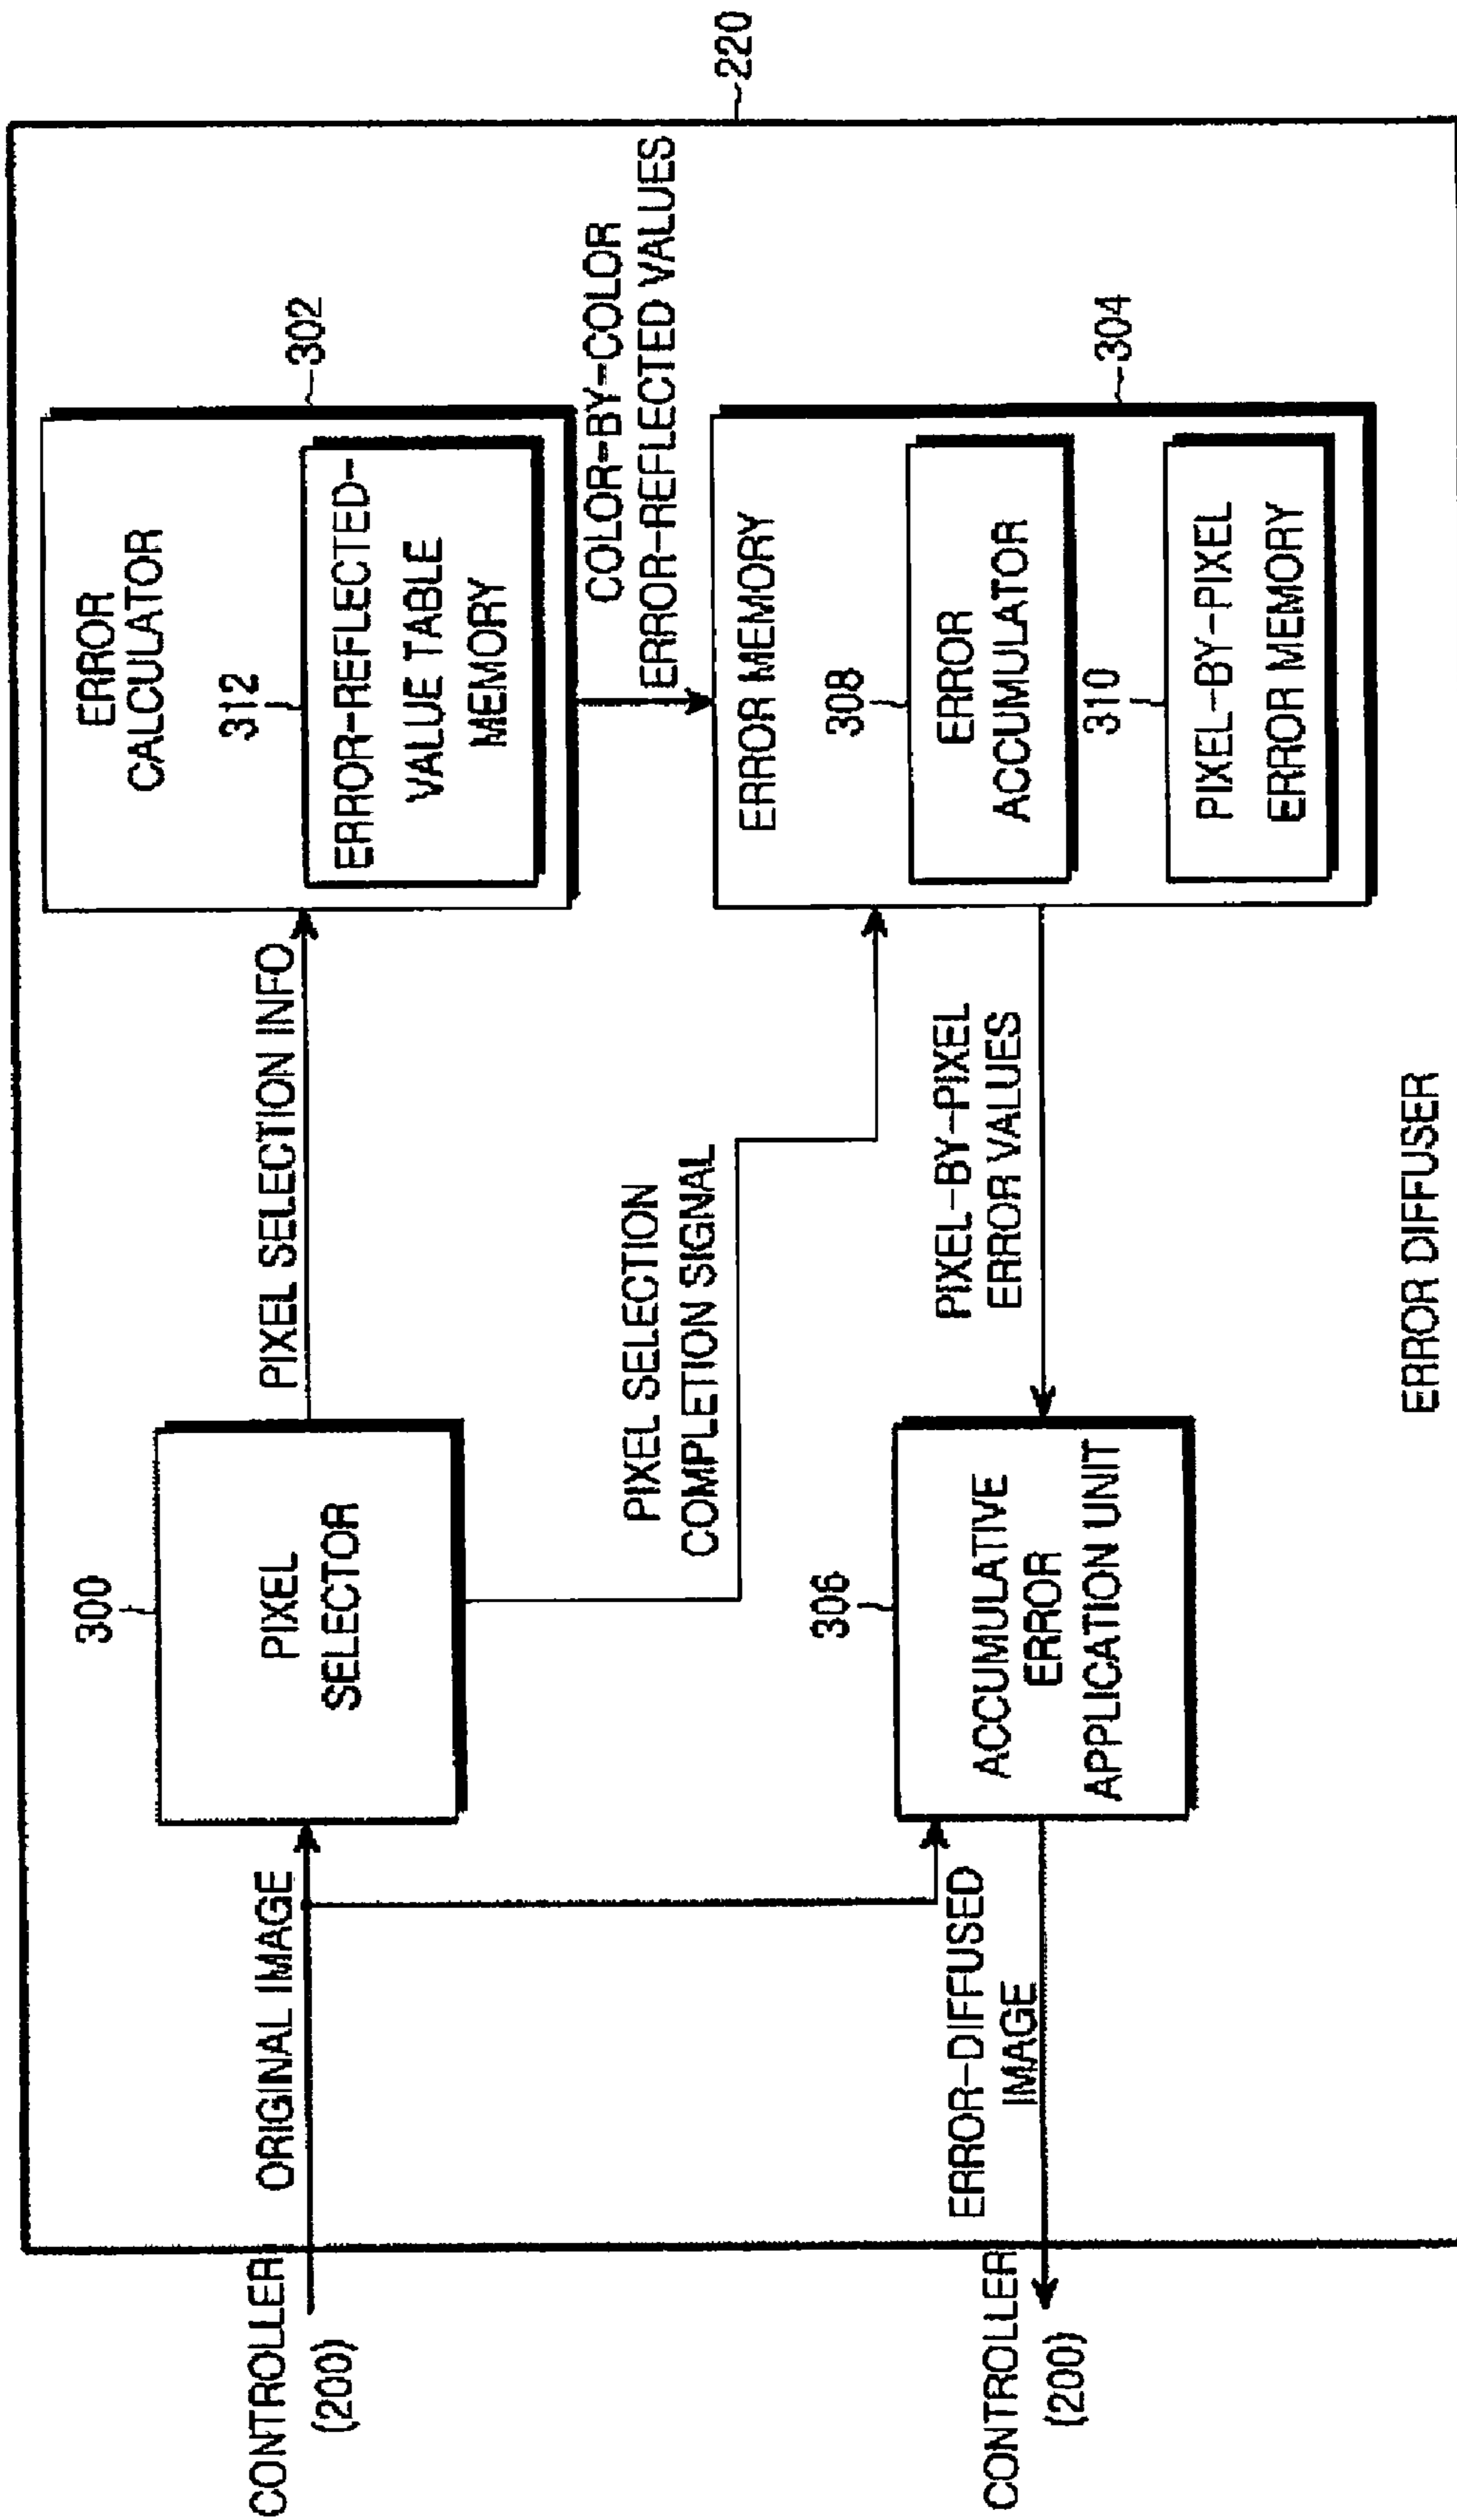 220
300
PIXEL
SELECTOR
PIXEL SELECTION INFO
ERROR
CALCULATOR
302
312
ERROR-REFLECTED-
VALUE TABLE
MEMORY
CONTROLLER
(200)
ORIGINAL IMAGE
PIXEL SELECTION
COMPLETION SIGNAL
COLOR-BY-COLOR
ERROR-REFLECTED VALUES
ERROR MEMORY
304
308
ERROR
ACCUMULATOR
310
PIXEL-BY-PIXEL
ERROR MEMORY
306
ACCUMULATIVE
ERROR
APPLICATION UNIT
PIXEL-BY-PIXEL
ERROR VALUES
CONTROLLER
(200)
ERROR-DIFFUSED
IMAGE
ERROR DIFFUSER